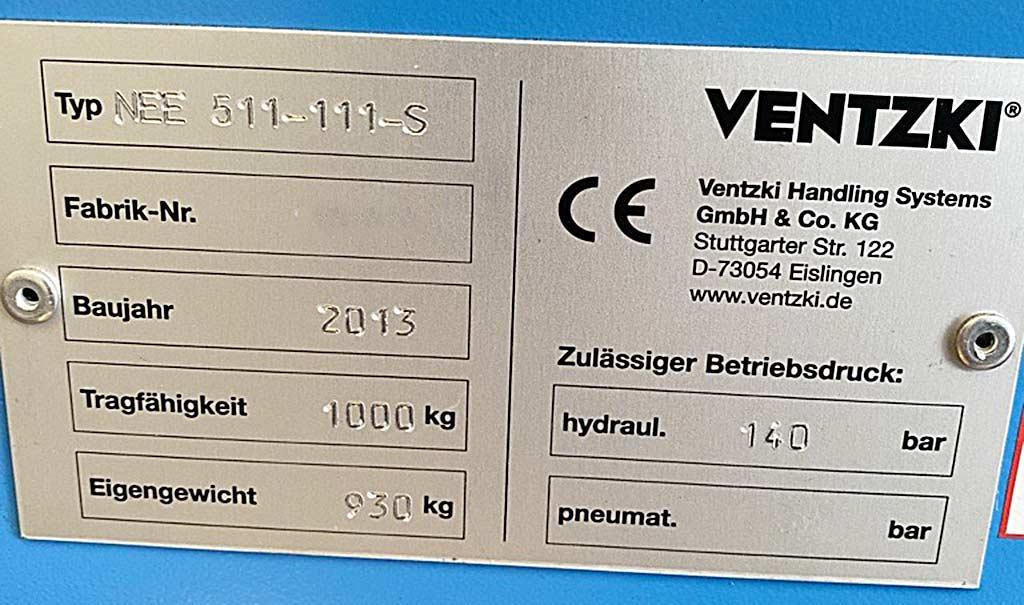 Typ NEE 511-111-S
Fabrik-Nr.
Baujahr 2013
Tragfähigkeit 1000 kg
Eigengewicht 930 kg
VENTZKI®
CE
Ventzki Handling Systems
GmbH & Co. KG
Stuttgarter Str. 122
D-73054 Eislingen
www.ventzki.de
Zulässiger Betriebsdruck:
hydraul. 140 bar
pneumat. bar